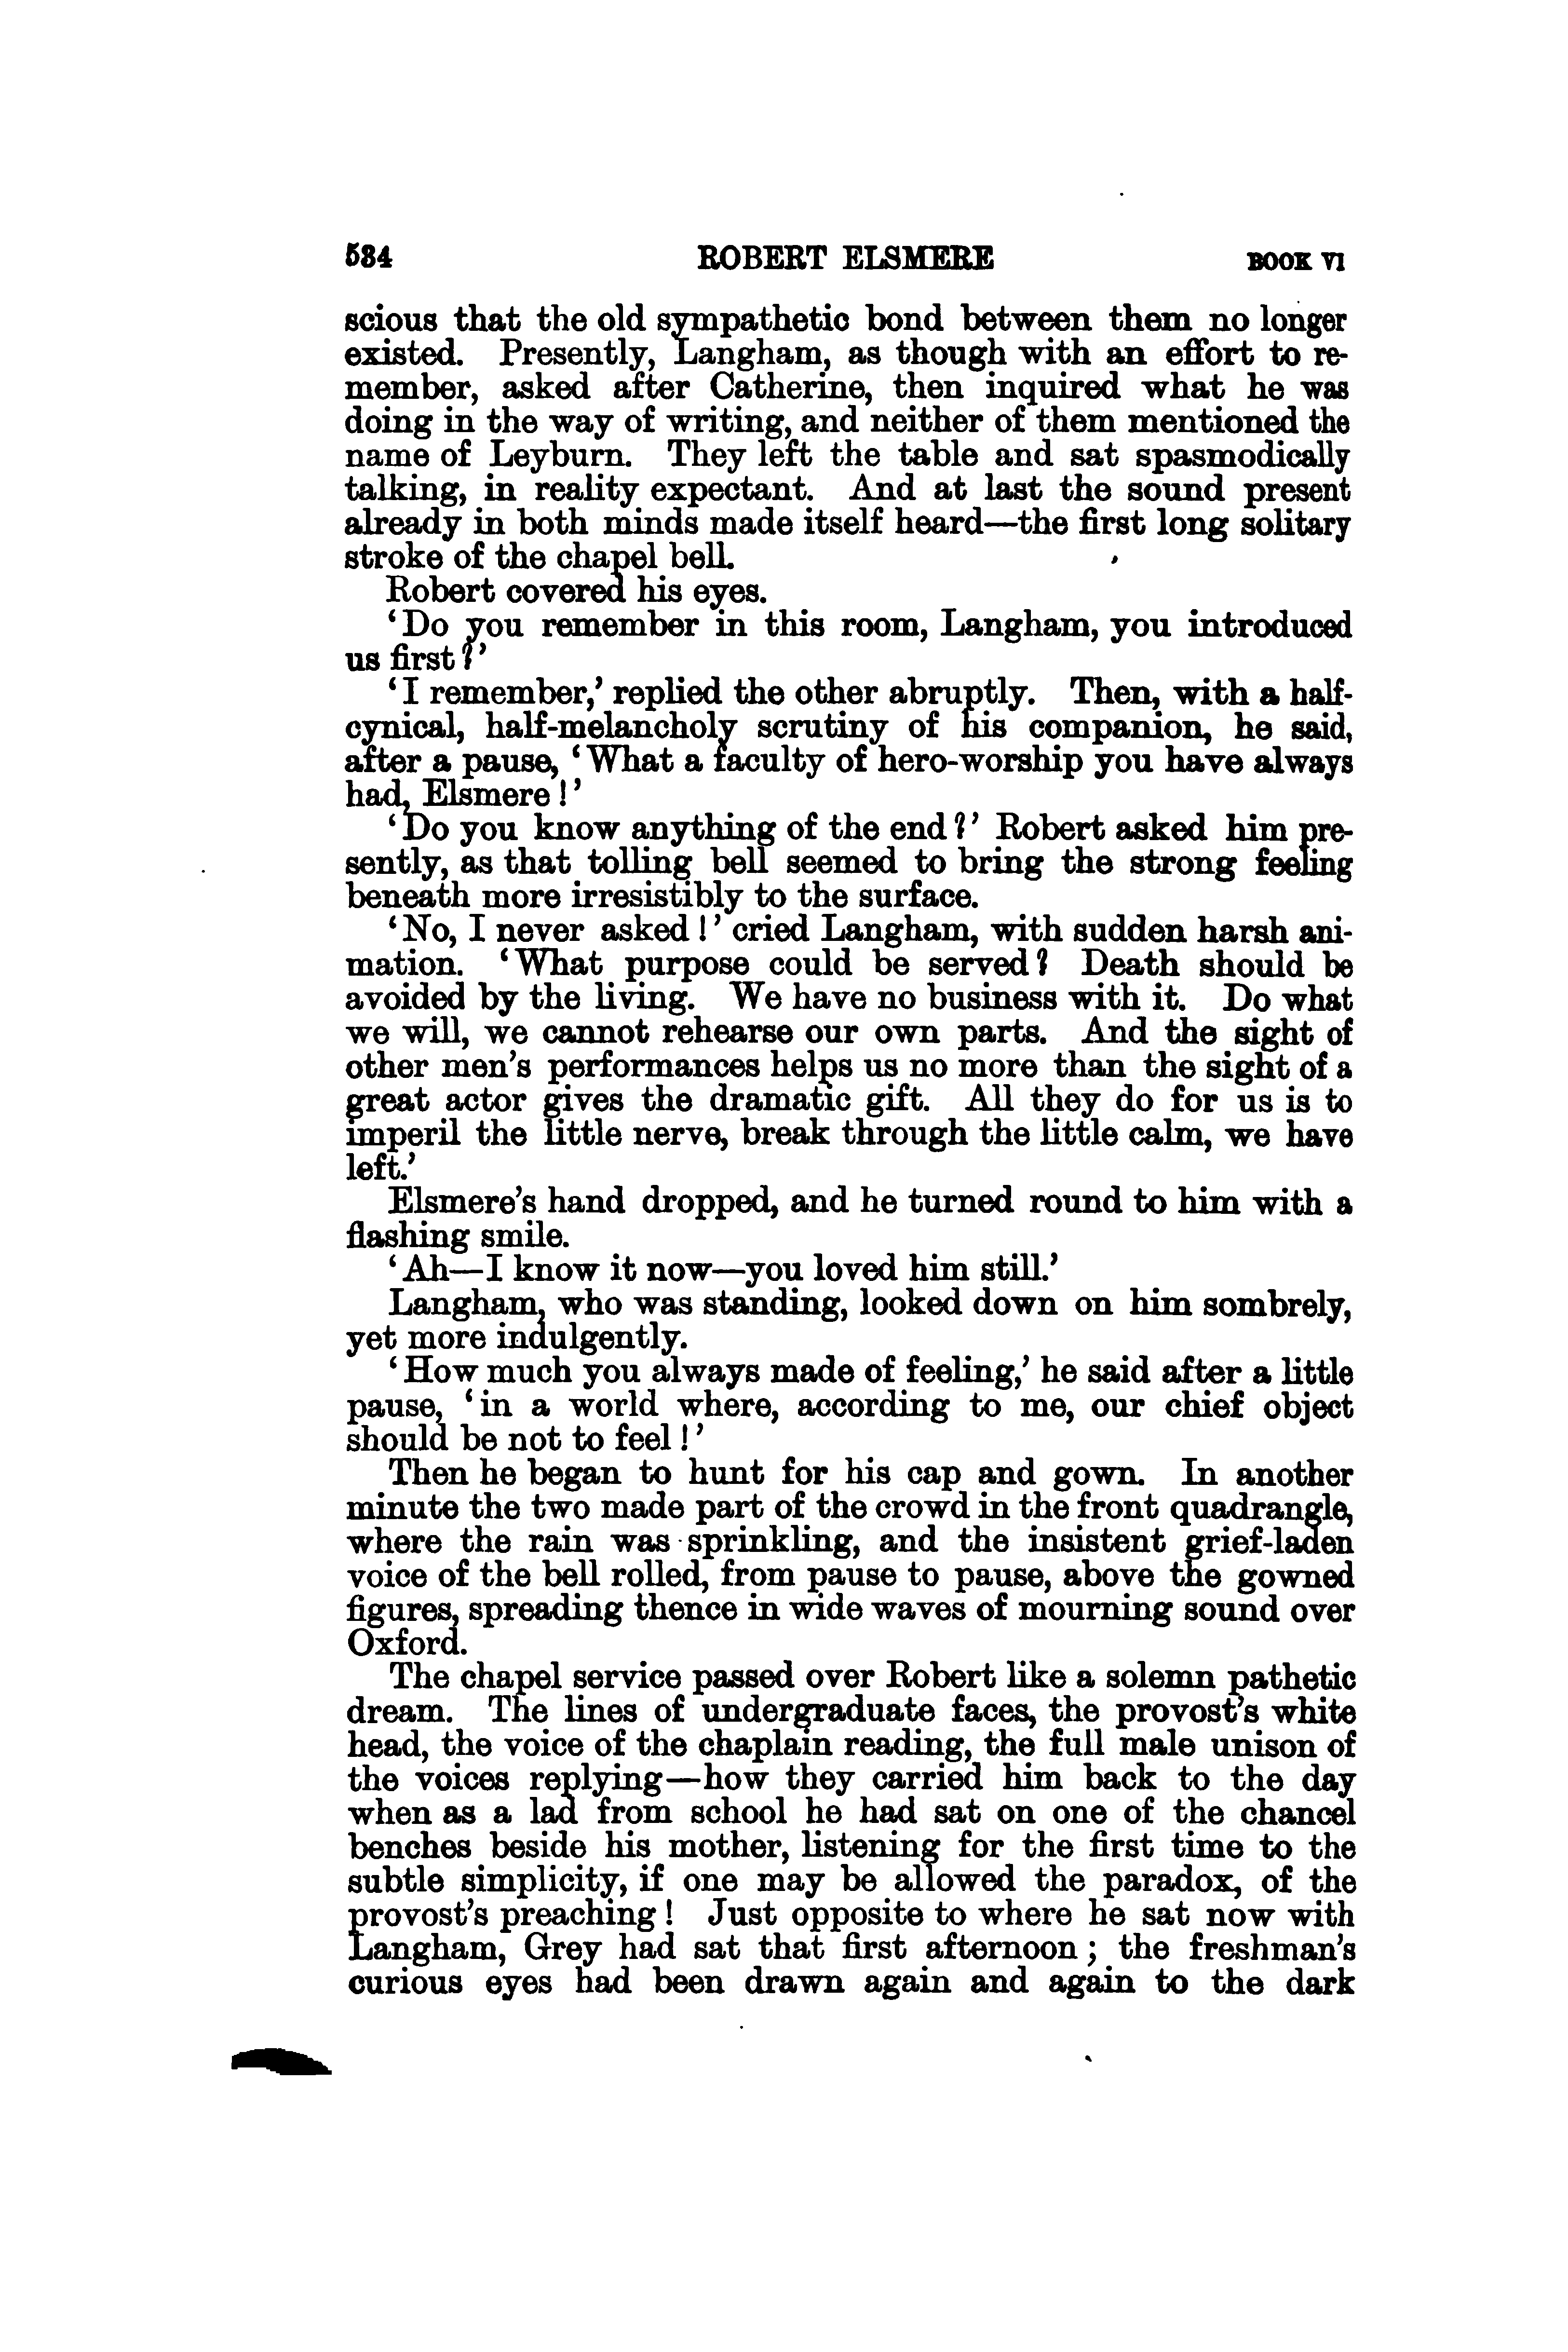 534 ROBERT ELSMERE BOOK VI
scious that the old sympathetic bond between them no longer
existed. Presently, Langham, as though with an effort to re-
member, asked after Catherine, then inquired what he was
doing in the way of writing, and neither of them mentioned the
name of Leyburn. They left the table and sat spasmodically
talking, in reality expectant. And at last the sound present
already in both minds made itself heard—the first long solitary
stroke of the chapel bell.
Robert covered his eyes.
‘Do you remember in this room, Langham, you introduced
us first?’
‘I remember,’ replied the other abruptly. Then, with a half-
cynical, half-melancholy scrutiny of his companion, he said,
after a pause, ‘What a faculty of hero-worship you have always
had, Elsmere!’
‘Do you know anything of the end?’ Robert asked him pre-
sently, as that tolling bell seemed to bring the strong feeling
beneath more irresistibly to the surface.
‘No, I never asked!’ cried Langham, with sudden harsh ani-
mation. ‘What purpose could be served? Death should be
avoided by the living. We have no business with it. Do what
we will, we cannot rehearse our own parts. And the sight of
other men’s performances helps us no more than the sight of a
great actor gives the dramatic gift. All they do for us is to
imperil the little nerve, break through the little calm, we have
left.’
Elsmere’s hand dropped, and he turned round to him with a
flashing smile.
‘Ah—I know it now—you loved him still.’
Langham, who was standing, looked down on him sombrely,
yet more indulgently.
‘How much you always made of feeling,’ he said after a little
pause, ‘in a world where, according to me, our chief object
should be not to feel!’
Then he began to hunt for his cap and gown. In another
minute the two made part of the crowd in the front quadrangle,
where the rain was sprinkling, and the insistent grief-laden
voice of the bell rolled, from pause to pause, above the gowned
figures, spreading thence in wide waves of mourning sound over
Oxford.
The chapel service passed over Robert like a solemn pathetic
dream. The lines of undergraduate faces, the provost’s white
head, the voice of the chaplain reading, the full male unison of
the voices replying—how they carried him back to the day
when as a lad from school he had sat on one of the chancel
benches beside his mother, listening for the first time to the
subtle simplicity, if one may be allowed the paradox, of the
provost’s preaching! Just opposite to where he sat now with
Langham, Grey had sat that first afternoon; the freshman’s
curious eyes had been drawn again and again to the dark